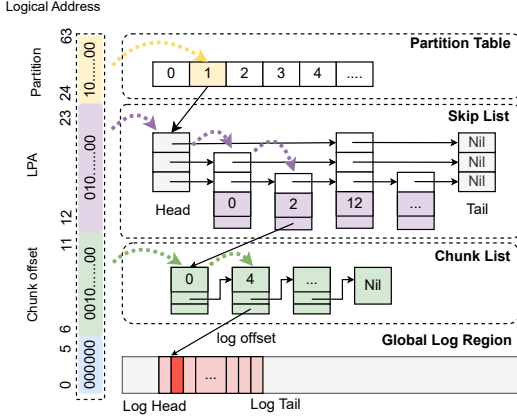 Logical Address
63
Partition
10......00
24
Partition Table
0 1 2 3 4 ....
23
LPA
010......00
12
Skip List
Nil
Nil
Nil
0 2 12 ...
Head
Tail
11
Chunk offset
0010......00
6
Chunk List
0 4 ... Nil
log offset
5
000000
0
Global Log Region
...
Log Head
Log Tail